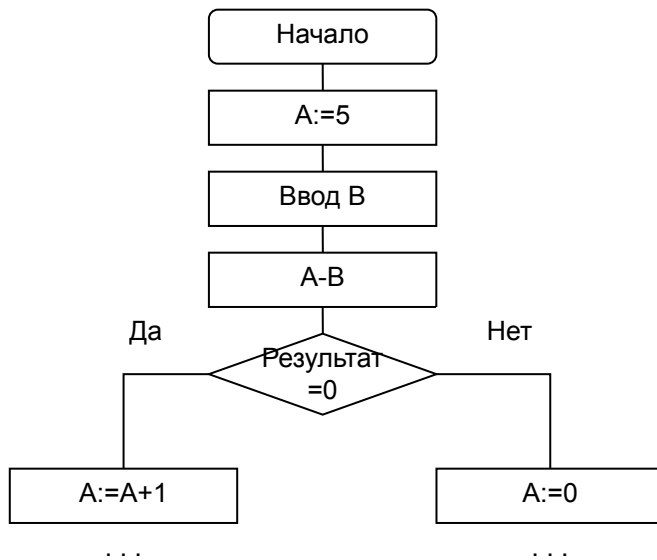 Начало
А:=5
Ввод В
А-В
Да
Нет
Результат
=0
А:=А+1
А:=0
...
...